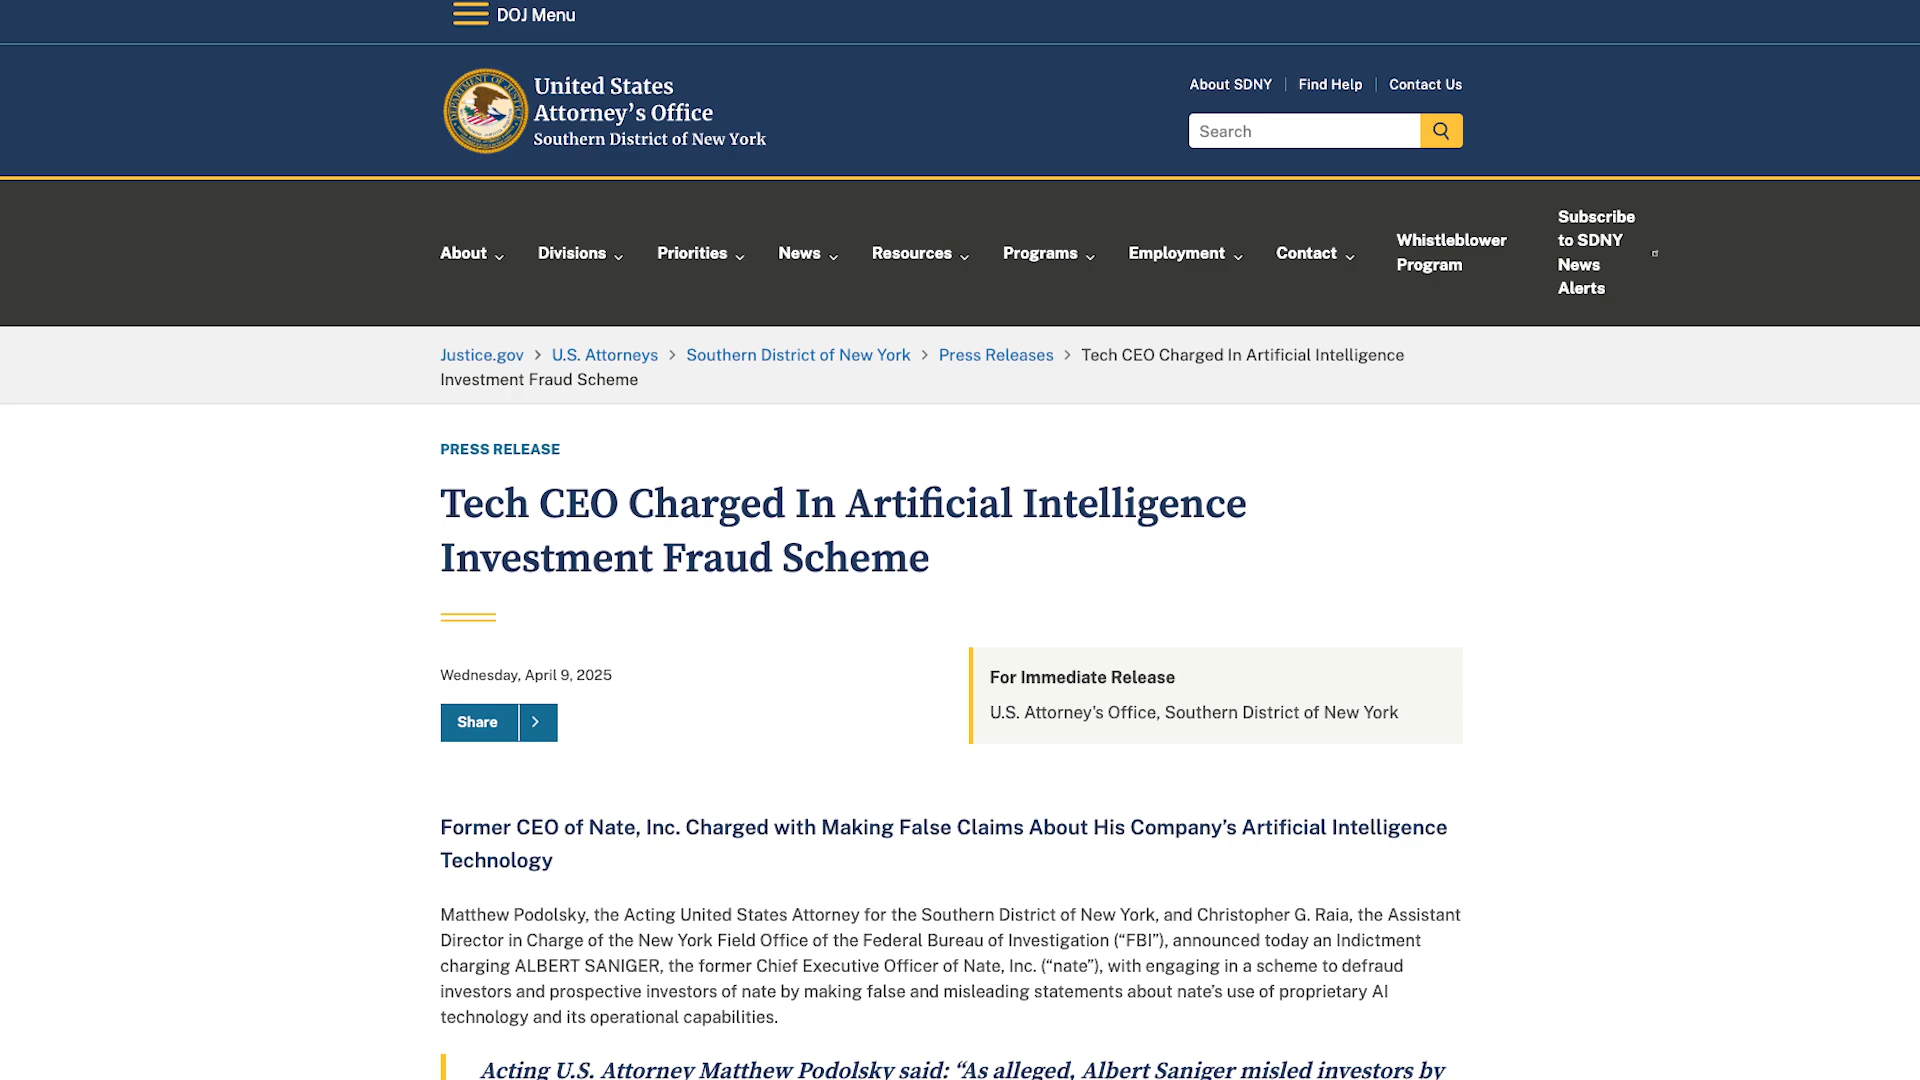 DOJ Menu
United States
Attorney’s Office
Southern District of New York
About SDNY
Find Help
Contact Us
Search
About
Divisions
Priorities
News
Resources
Programs
Employment
Contact
Whistleblower
Program
Subscribe
to SDNY
News
Alerts
Justice.gov > U.S. Attorneys > Southern District of New York > Press Releases > Tech CEO Charged In Artificial Intelligence
Investment Fraud Scheme
PRESS RELEASE
Tech CEO Charged In Artificial Intelligence
Investment Fraud Scheme
Wednesday, April 9, 2025
Share
For Immediate Release
U.S. Attorney’s Office, Southern District of New York
Former CEO of Nate, Inc. Charged with Making False Claims About His Company’s Artificial Intelligence
Technology
Matthew Podolsky, the Acting United States Attorney for the Southern District of New York, and Christopher G. Raia, the Assistant
Director in Charge of the New York Field Office of the Federal Bureau of Investigation (“FBI”), announced today an Indictment
charging ALBERT SANIGER, the former Chief Executive Officer of Nate, Inc. (“nate”), with engaging in a scheme to defraud
investors and prospective investors of nate by making false and misleading statements about nate’s use of proprietary AI
technology and its operational capabilities.
Acting U.S. Attorney Matthew Podolsky said: “As alleged, Albert Saniger misled investors by